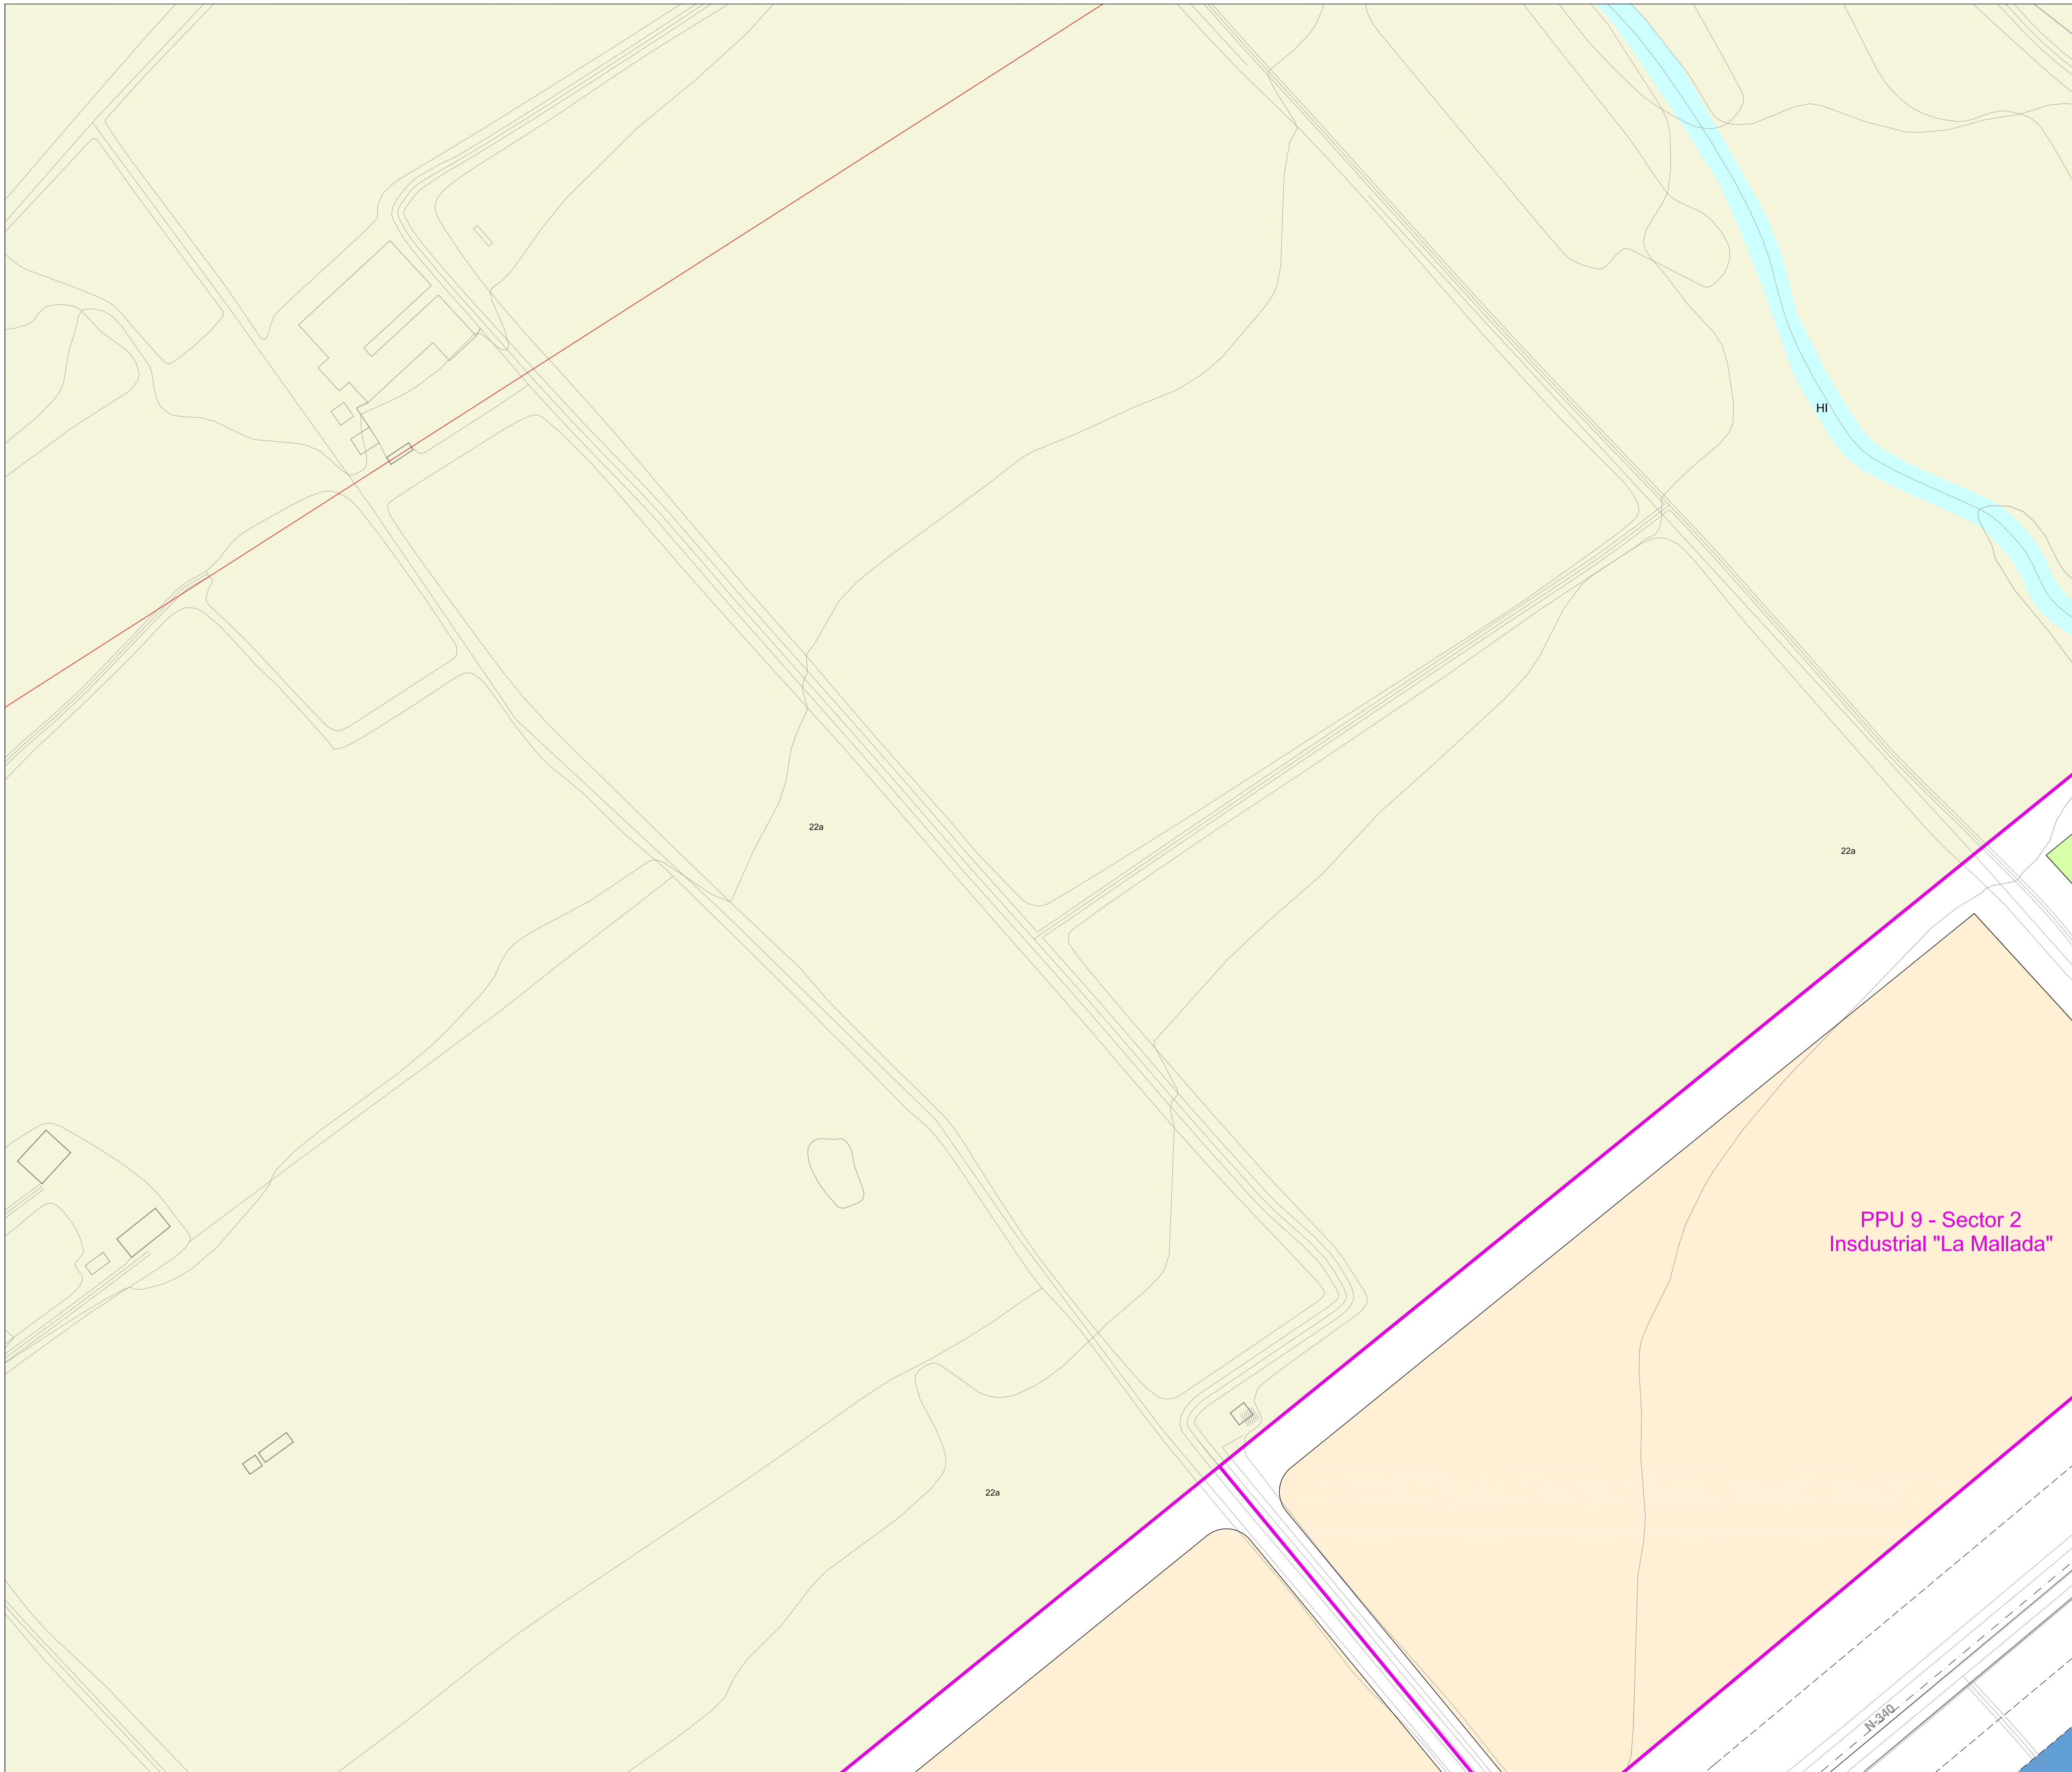 HI
22a
22a
PPU 9 - Sector 2
Insdustrial "La Mallada"
22a
N-340